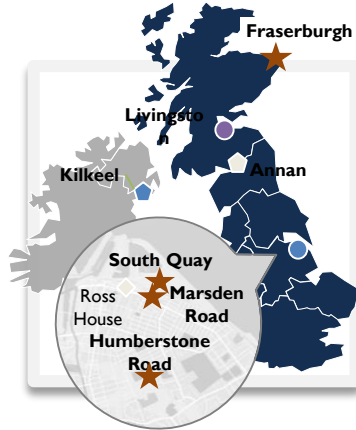 Fraserburgh
Livingsto
n
Kilkeel
Annan
South Quay
Ross
House
Marsden
Road
Humberstone
Road